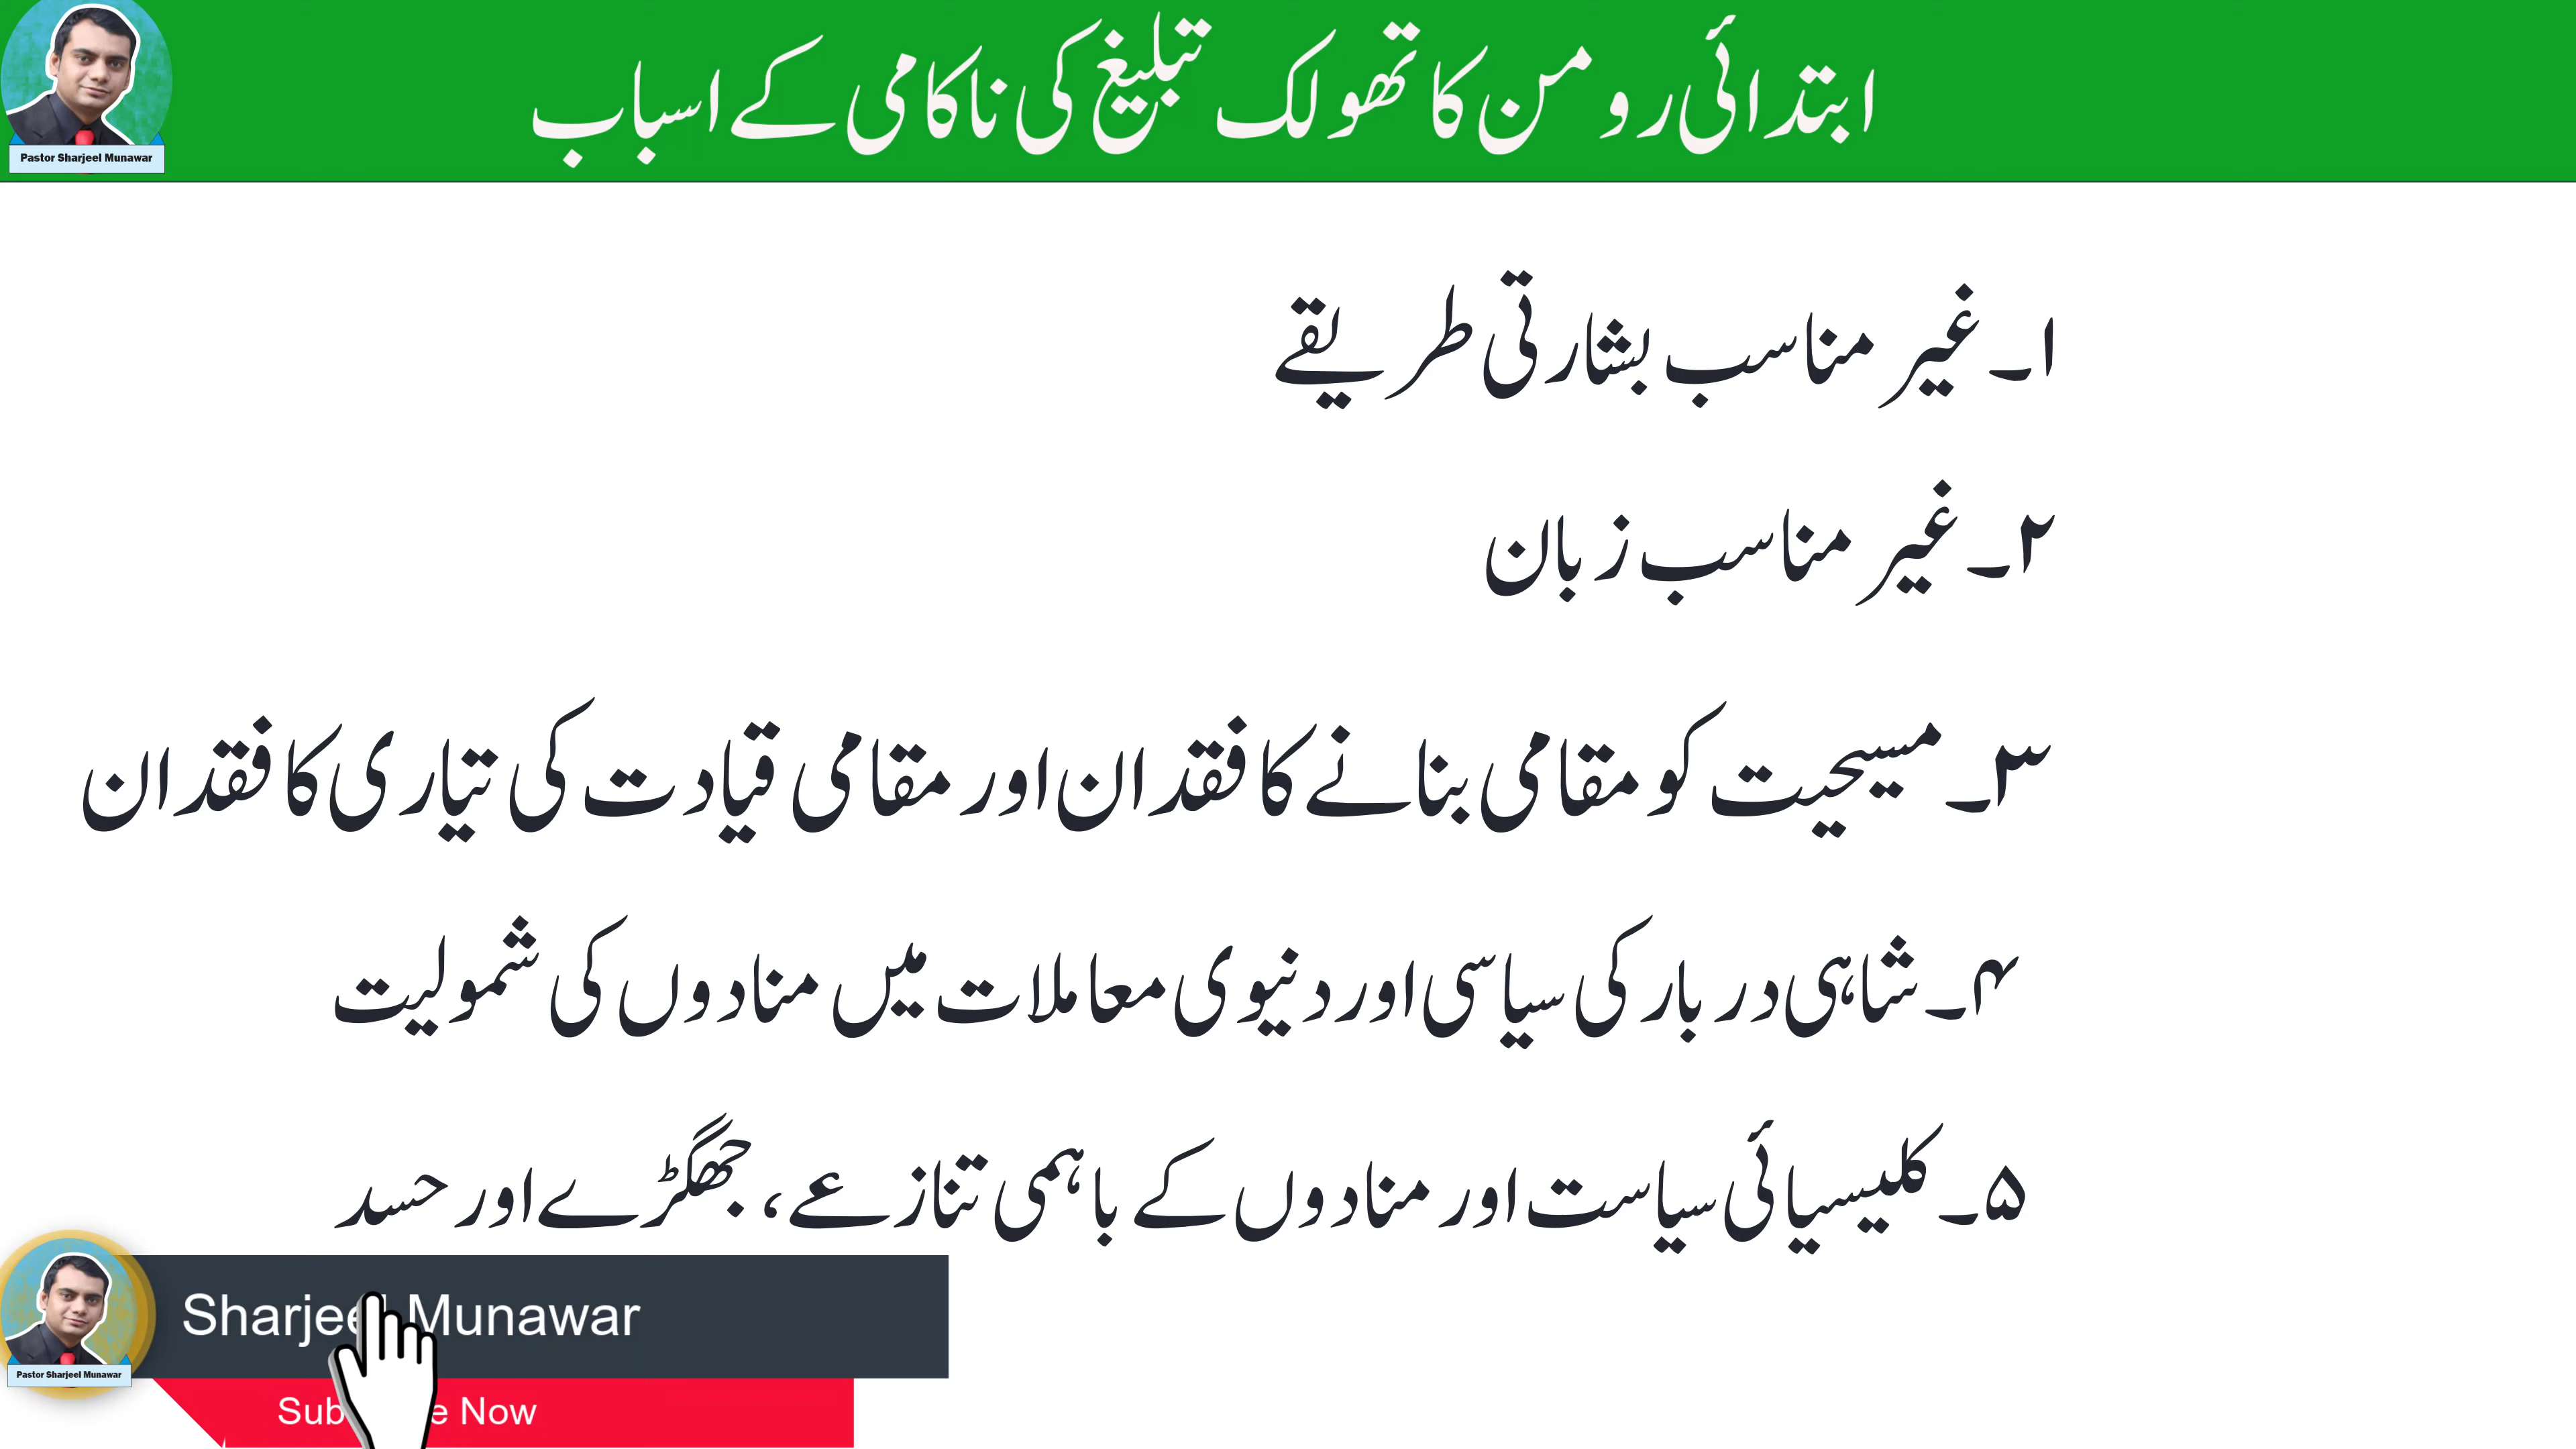 ابتدائی رومن کاتھولک تبلیغ کی ناکامی کے اسباب
Pastor Sharjeel Munawar
۱۔ غیر مناسب بشارتی طریقے
۲۔ غیر مناسب زبان
۳۔ مسیحیت کو مقامی بنانے کا فقدان اور مقامی قیادت کی تیاری کا فقدان
۴۔ شاہی دربار کی سیاسی اور دنیوی معاملات میں منادوں کی شمولیت
۵۔ کلیسیائی سیاست اور منادوں کے باہمی تنازعے، جھگڑے اور حسد
Sharjeel Munawar
Pastor Sharjeel Munawar
Now